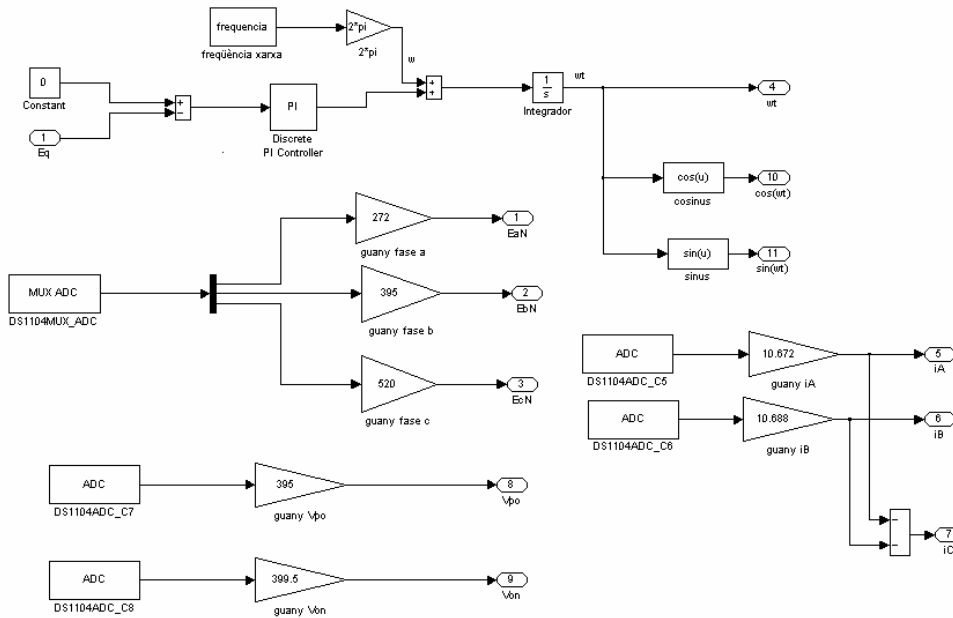 frequencia
freqüència xarxa
2*pi
2*pi
w
0
Constant
1
Eq
+
−
PI
Discrete
PI Controller
+
+
1
s
Integrador
wt
4
wt
cos(u)
cosinus
10
cos(wt)
sin(u)
sinus
11
sin(wt)
MUX ADC
DS1104MUX_ADC
272
guany fase a
1
EaN
395
guany fase b
2
EbN
520
guany fase c
3
EcN
ADC
DS1104ADC_C5
10.672
guany iA
5
iA
ADC
DS1104ADC_C6
10.688
guany iB
6
iB
−
−
7
iC
ADC
DS1104ADC_C7
395
guany Vpo
8
Vpo
ADC
DS1104ADC_C8
399.5
guany Von
9
Von